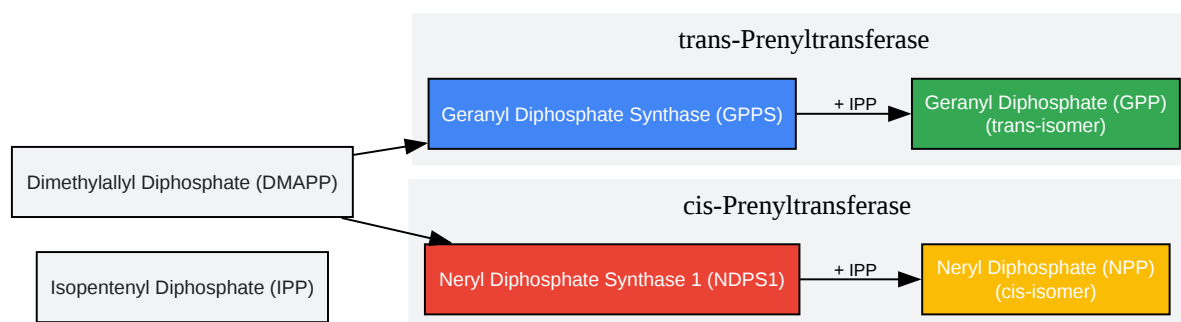 trans-Prenyltransferase
Geranyl Diphosphate Synthase (GPPS)
+ IPP
Geranyl Diphosphate (GPP)
(trans-isomer)
Dimethylallyl Diphosphate (DMAPP)
cis-Prenyltransferase
Isopentenyl Diphosphate (IPP)
Neryl Diphosphate Synthase 1 (NDPS1)
+ IPP
Neryl Diphosphate (NPP)
(cis-isomer)